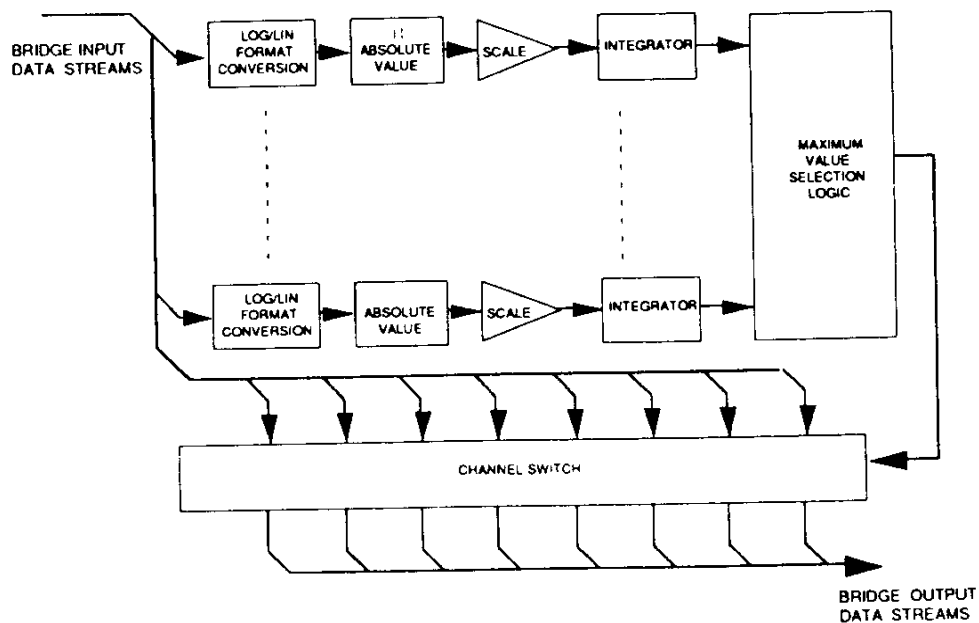 BRIDGE INPUT
DATA STREAMS
LOG/LIN
FORMAT
CONVERSION
| |
ABSOLUTE
VALUE
SCALE
INTEGRATOR
MAXIMUM
VALUE
SELECTION
LOGIC
LOG/LIN
FORMAT
CONVERSION
ABSOLUTE
VALUE
SCALE
INTEGRATOR
CHANNEL SWITCH
BRIDGE OUTPUT
DATA STREAMS